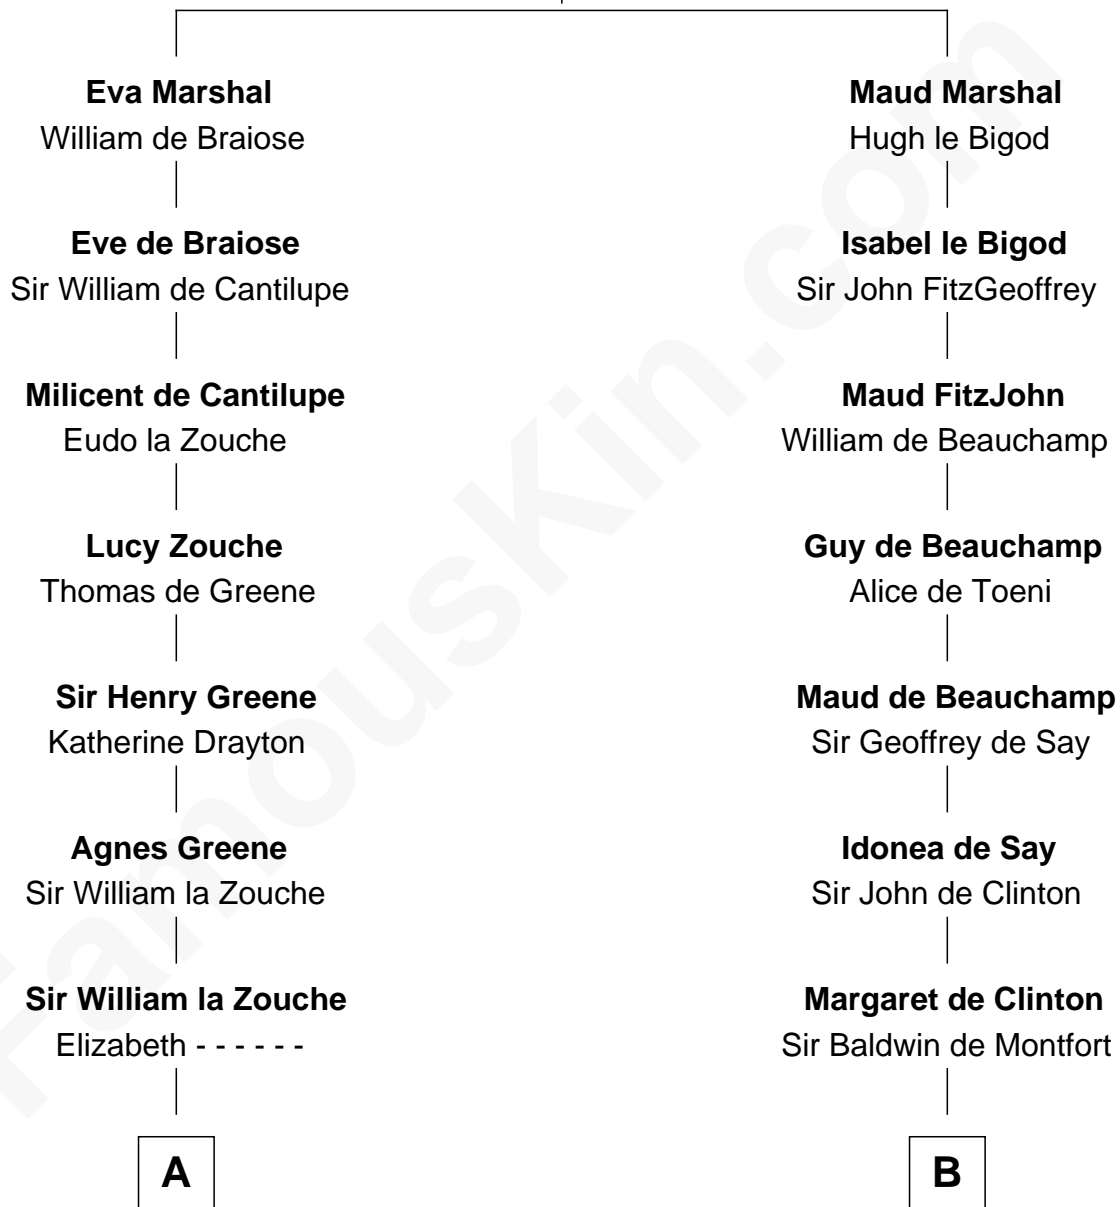 Eva Marshal
William de Braiose
Eve de Braiose
Sir William de Cantilupe
Milicent de Cantilupe
Eudo la Zouche
Lucy Zouche
Thomas de Greene
Sir Henry Greene
Katherine Drayton
Agnes Greene
Sir William la Zouche
Sir William la Zouche
Elizabeth - - - - - -
A
Maud Marshal
Hugh le Bigod
Isabel le Bigod
Sir John FitzGeoffrey
Maud FitzJohn
William de Beauchamp
Guy de Beauchamp
Alice de Toeni
Maud de Beauchamp
Sir Geoffrey de Say
Idonea de Say
Sir John de Clinton
Margaret de Clinton
Sir Baldwin de Montfort
B
FamousKin.com